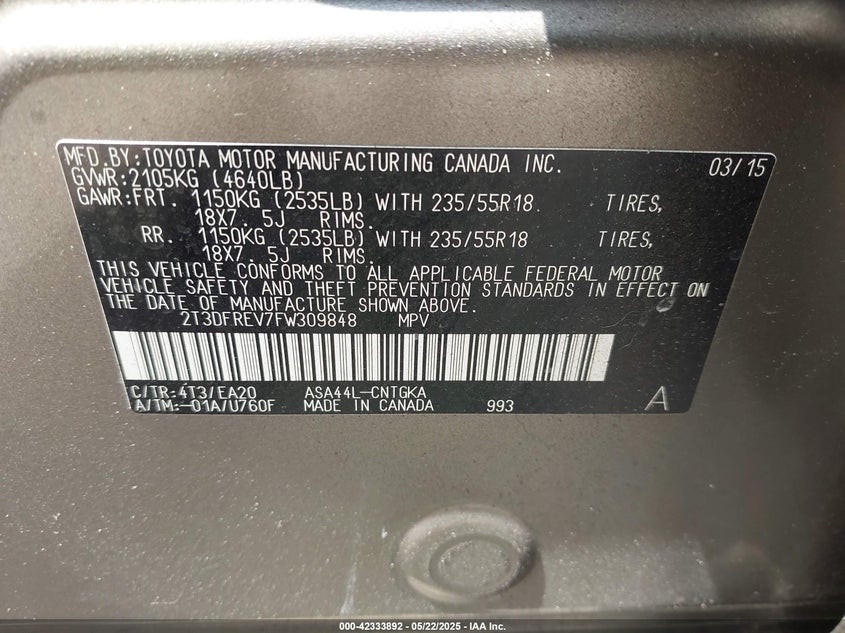 MFD.BY:TOYOTA MOTOR MANUFACTURING CANADA INC. 03/15
GVWR:2105KG (4640LB)
GAWR:FRT. 1150KG (2535LB) WITH 235/55R18 TIRES,
18X7. 5J RIMS.
RR. 1150KG (2535LB) WITH 235/55R18 TIRES,
18X7. 5J RIMS.
THIS VEHICLE CONFORMS TO ALL APPLICABLE FEDERAL MOTOR
VEHICLE SAFETY AND THEFT PREVENTION STANDARDS IN EFFECT ON
THE DATE OF MANUFACTURE SHOWN ABOVE.
2T3DFREV7FW309848 MPV
C/TR:4T3/EA20 ASA44L-CNTGKA
A/TM:-01A/U760F MADE IN CANADA 993 A
000-42333892 - 05/22/2025 - IAA Inc.